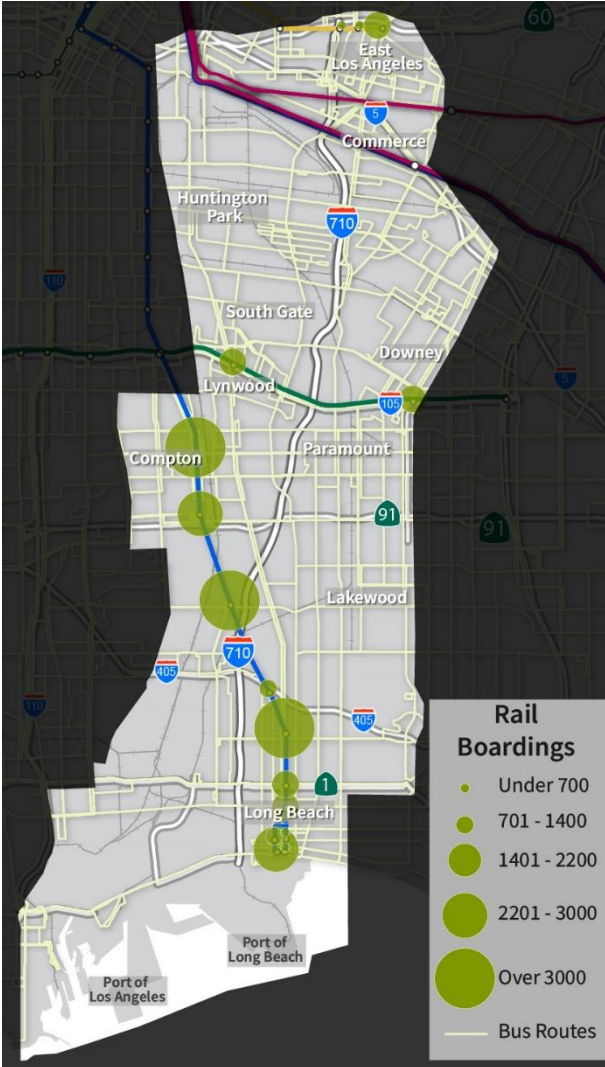 60
East
Los Angeles
5
Commerce
Huntington
Park
710
110
South Gate
Downey
5
Lynwood
105
Compton
Paramount
91
91
Lakewood
710
405
110
405
1
Long Beach
Port of
Long Beach
Port of
Los Angeles
Rail
Boardings
Under 700
701 - 1400
1401 - 2200
2201 - 3000
Over 3000
Bus Routes